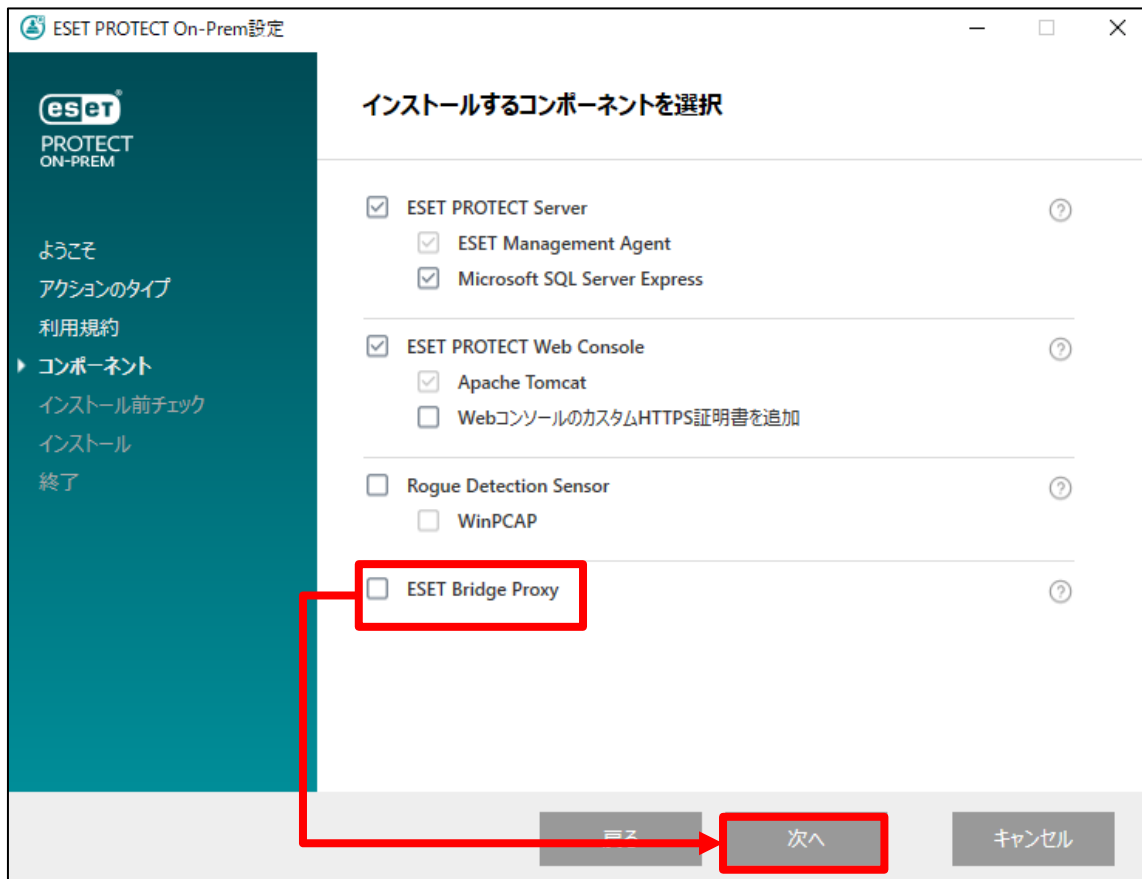 ESET PROTECT On-Prem設定
eset
PROTECT
ON-PREM
ようこそ
アクションのタイプ
利用規約
コンポーネント
インストール前チェック
インストール
終了
インストールするコンポーネントを選択
ESET PROTECT Server
ESET Management Agent
Microsoft SQL Server Express
ESET PROTECT Web Console
Apache Tomcat
WebコンソールのカスタムHTTPS証明書を追加
Rogue Detection Sensor
WinPCAP
ESET Bridge Proxy
戻る
次へ
キャンセル